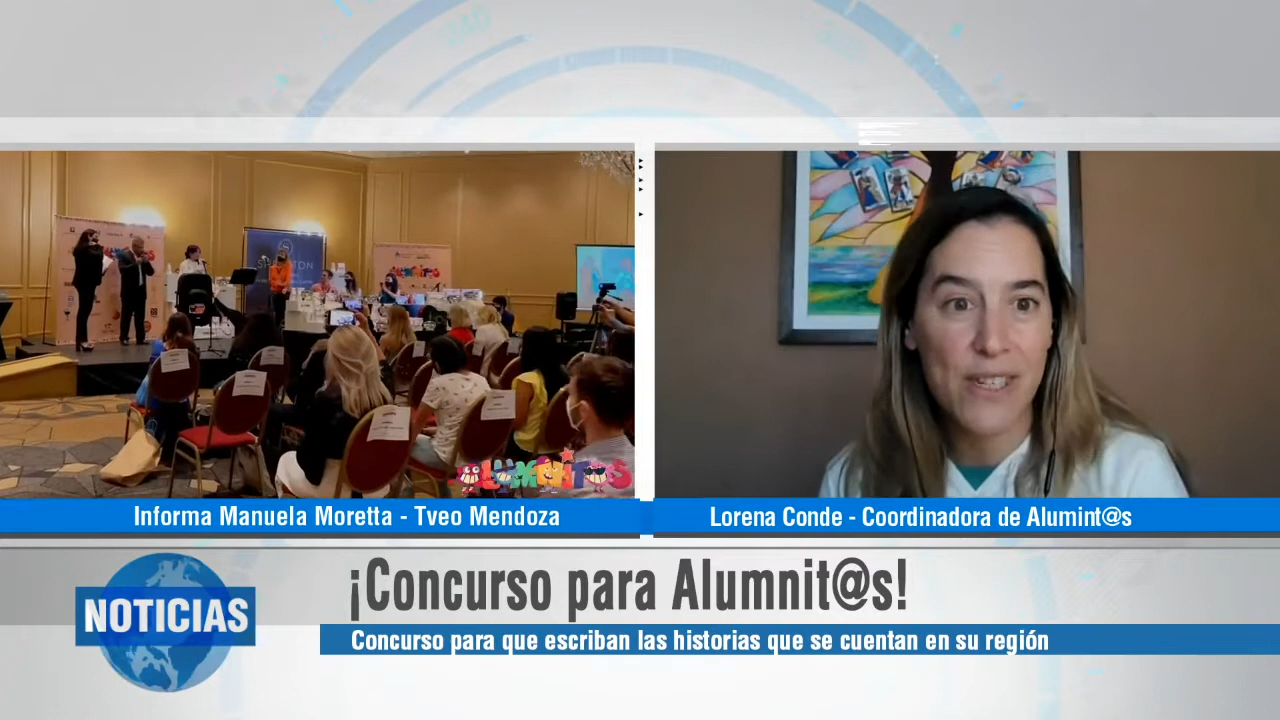 ALUMNITOS
Informa Manuela Moretta - Tveo Mendoza
Lorena Conde - Coordinadora de Alumint@s
¡Concurso para Alumnit@s!
NOTICIAS
Concurso para que escriban las historias que se cuentan en su región